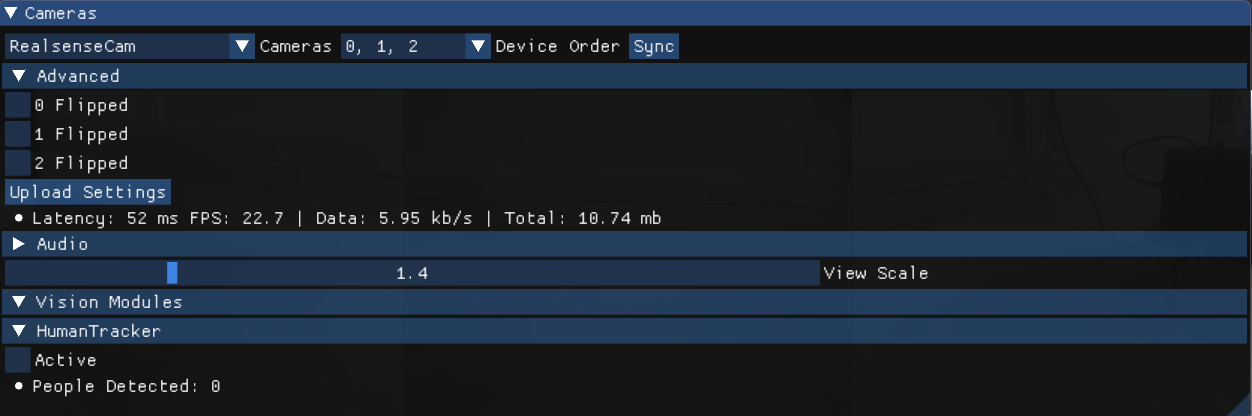 Cameras
RealsenseCam Cameras 0, 1, 2 Device Order Sync
Advanced
0 Flipped
1 Flipped
2 Flipped
Upload Settings
Latency: 52 ms FPS: 22.7 | Data: 5.95 kb/s | Total: 10.74 mb
Audio
1.4 View Scale
Vision Modules
HumanTracker
Active
People Detected: 0